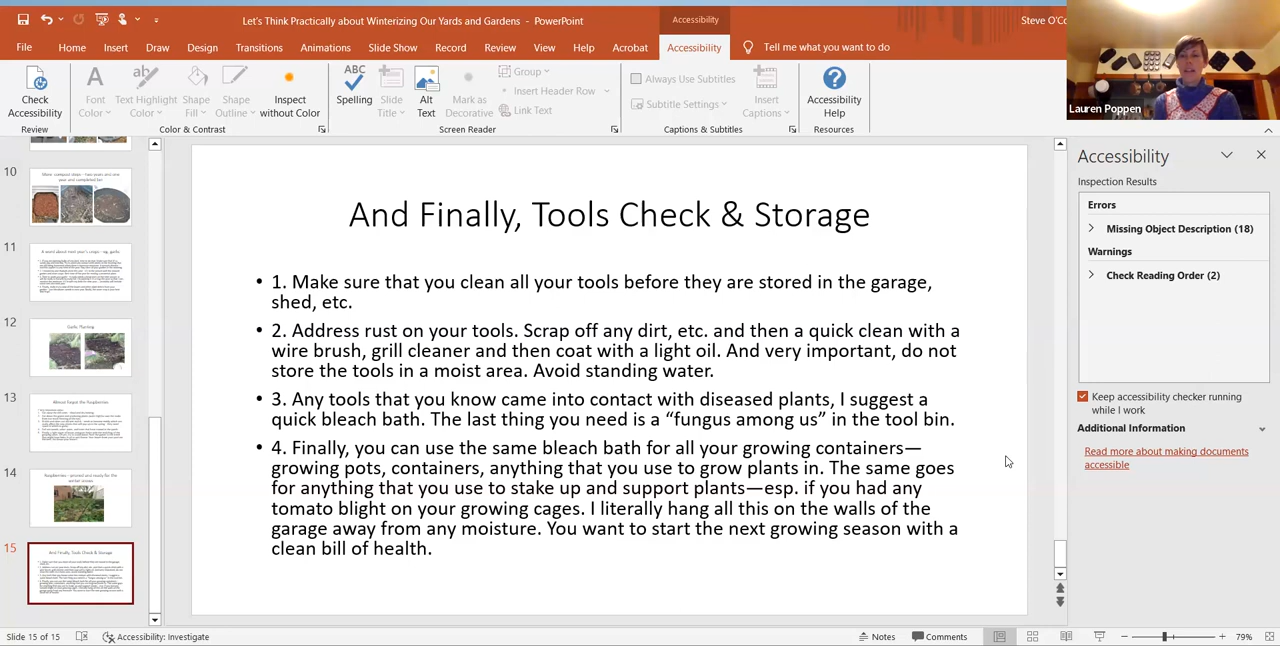 Let's Think Practically about Winterizing Our Yards and Gardens - PowerPoint
Accessibility
Steve O'Co
File Home Insert Draw Design Transitions Animations Slide Show Record Review View Help Acrobat Accessibility Tell me what you want to do
Check Accessibility
Font Color
Text Highlight Color
Shape Fill
Shape Outline
Inspect without Color
Spelling
Slide Title
Alt Text
Mark as Decorative
Group
Insert Header Row
Link Text
Always Use Subtitles
Subtitle Settings
Insert Captions
Accessibility Help
Review
Color & Contrast
Screen Reader
Captions & Subtitles
Resources
Lauren Poppen
10
11
12
Garlic Planting
13
14
15
And Finally, Tools Check & Storage
And Finally, Tools Check & Storage
• 1. Make sure that you clean all your tools before they are stored in the garage,
shed, etc.
• 2. Address rust on your tools. Scrap off any dirt, etc. and then a quick clean with a
wire brush, grill cleaner and then coat with a light oil. And very important, do not
store the tools in a moist area. Avoid standing water.
• 3. Any tools that you know came into contact with diseased plants, I suggest a
quick bleach bath. The last thing you need is a “fungus among us” in the tool bin.
• 4. Finally, you can use the same bleach bath for all your growing containers—
growing pots, containers, anything that you use to grow plants in. The same goes
for anything that you use to stake up and support plants—esp. if you had any
tomato blight on your growing cages. I literally hang all this on the walls of the
garage away from any moisture. You want to start the next growing season with a
clean bill of health.
Accessibility
Inspection Results
Errors
Missing Object Description (18)
Warnings
Check Reading Order (2)
Keep accessibility checker running
while I work
Additional Information
Read more about making documents
accessible
Slide 15 of 15
Accessibility: Investigate
Notes
Comments
79%